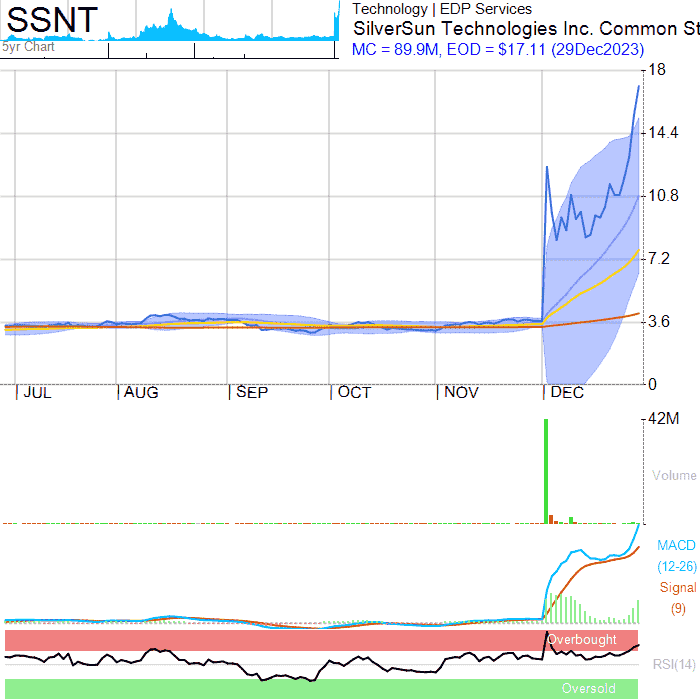 SSNT
5yr Chart
Technology | EDP Services
SilverSun Technologies Inc. Common St
MC = 89.9M, EOD = $17.11 (29Dec2023)
18
14.4
10.8
7.2
3.6
0
JUL AUG SEP OCT NOV DEC
42M
Volume
MACD
(12-26)
Signal
(9)
Overbought
RSI(14)
Oversold